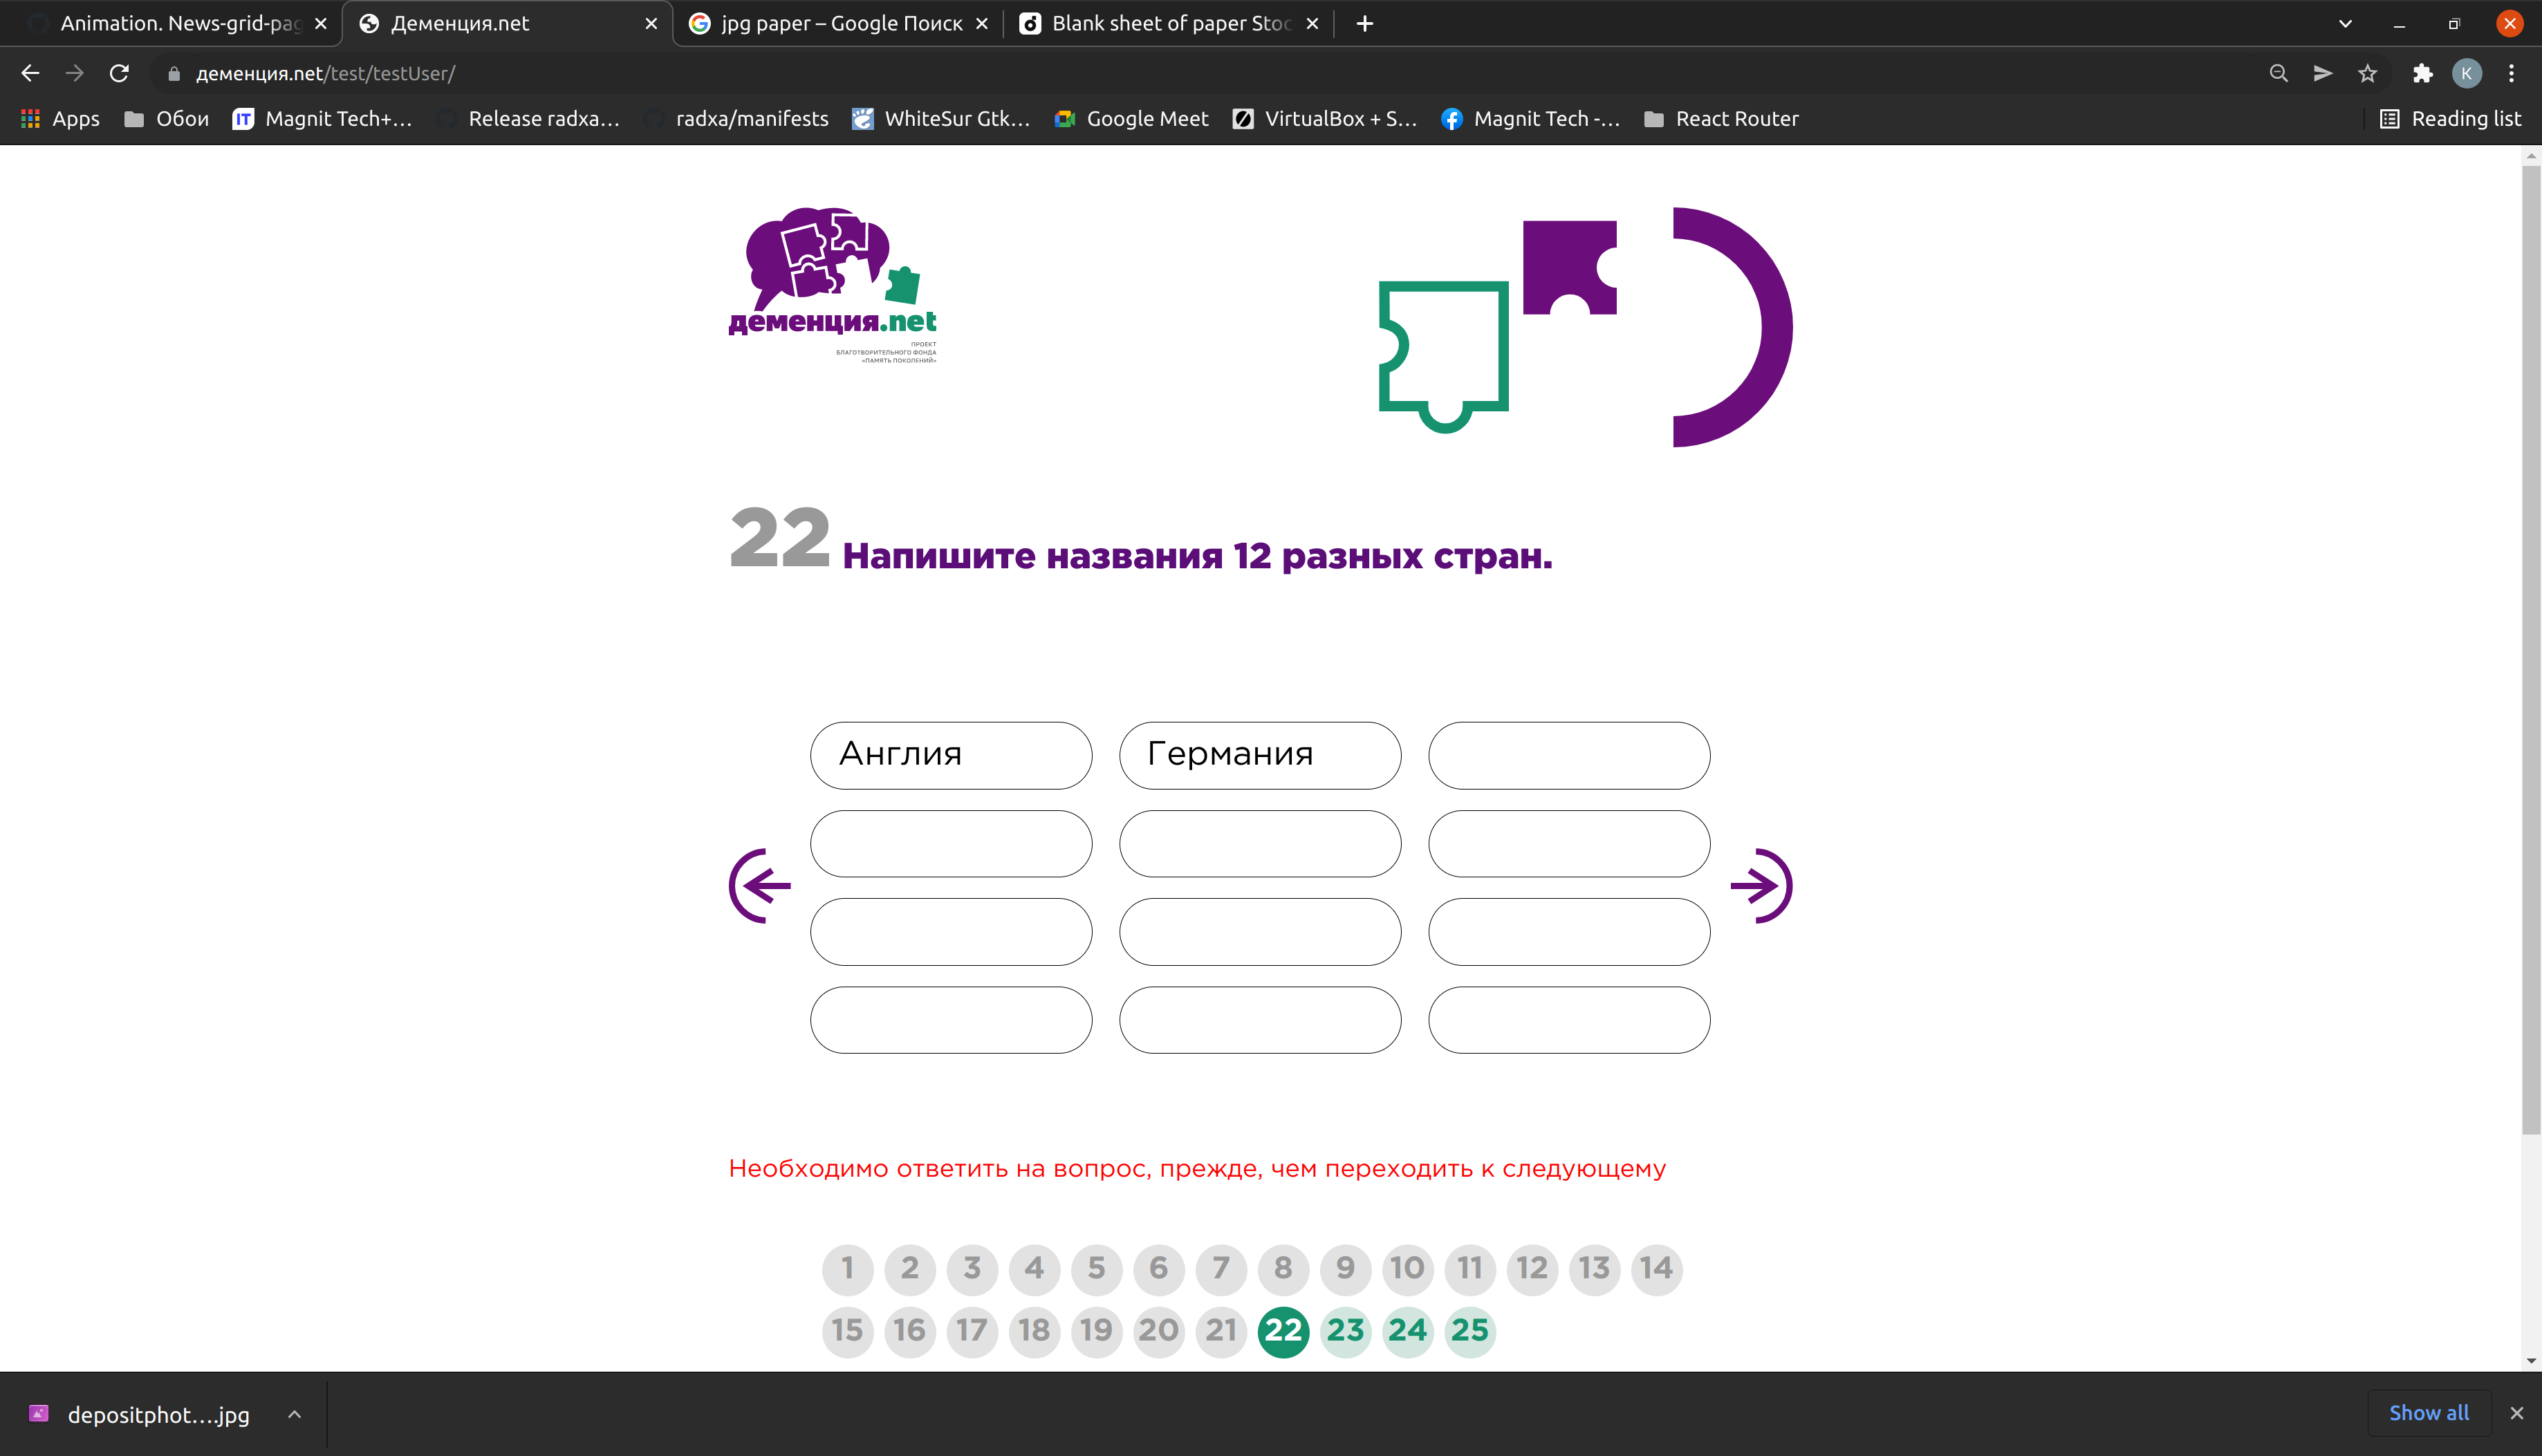 Animation. News-grid-pag
Деменция.net
jpg paper – Google Поиск
Blank sheet of paper Stoc
деменция.net/test/testUser/
K
Apps
Обои
IT
Magnit Tech+...
Release radxa...
radxa/manifests
WhiteSur Gtk...
Google Meet
VirtualBox + S...
Magnit Tech -...
React Router
Reading list
деменция.net
ПРОЕКТ
БЛАГОТВОРИТЕЛЬНОГО ФОНДА
«ПАМЯТЬ ПОКОЛЕНИЙ»
22 Напишите названия 12 разных стран.
Англия
Германия
Необходимо ответить на вопрос, прежде, чем переходить к следующему
1 2 3 4 5 6 7 8 9 10 11 12 13 14
15 16 17 18 19 20 21 22 23 24 25
depositphot....jpg
Show all